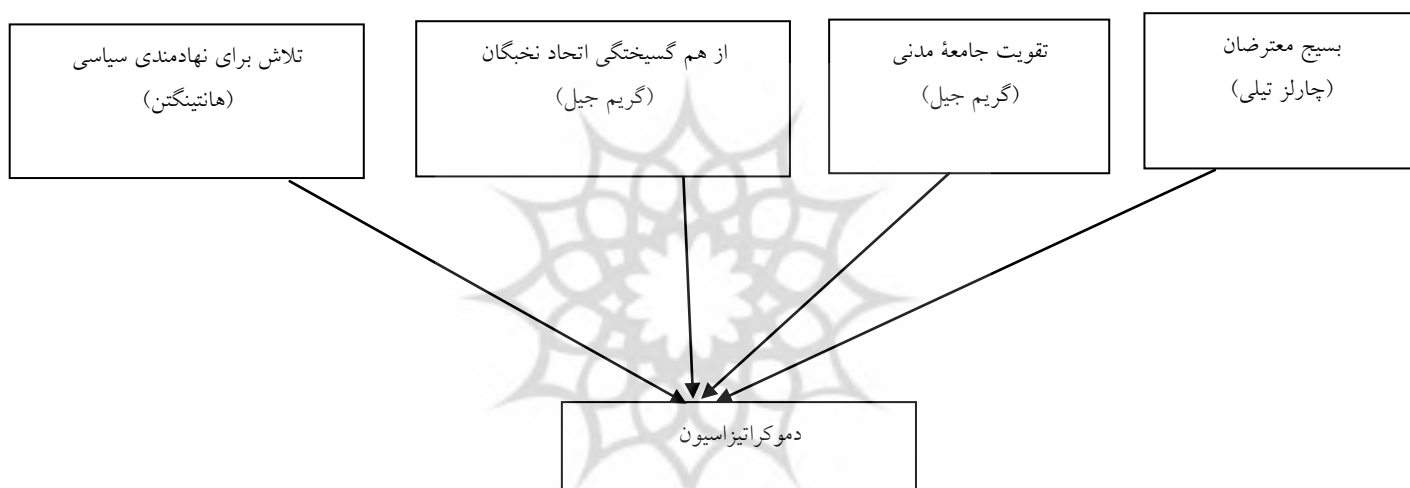 بسیج معترضان
(چارلز تیلی)
تقویت جامعۀ مدنی
(گریم جیل)
از هم گسیختگی اتحاد نخبگان
(گریم جیل)
تلاش برای نهادمندی سیاسی
(هانتینگتن)
دموکراتیزاسیون